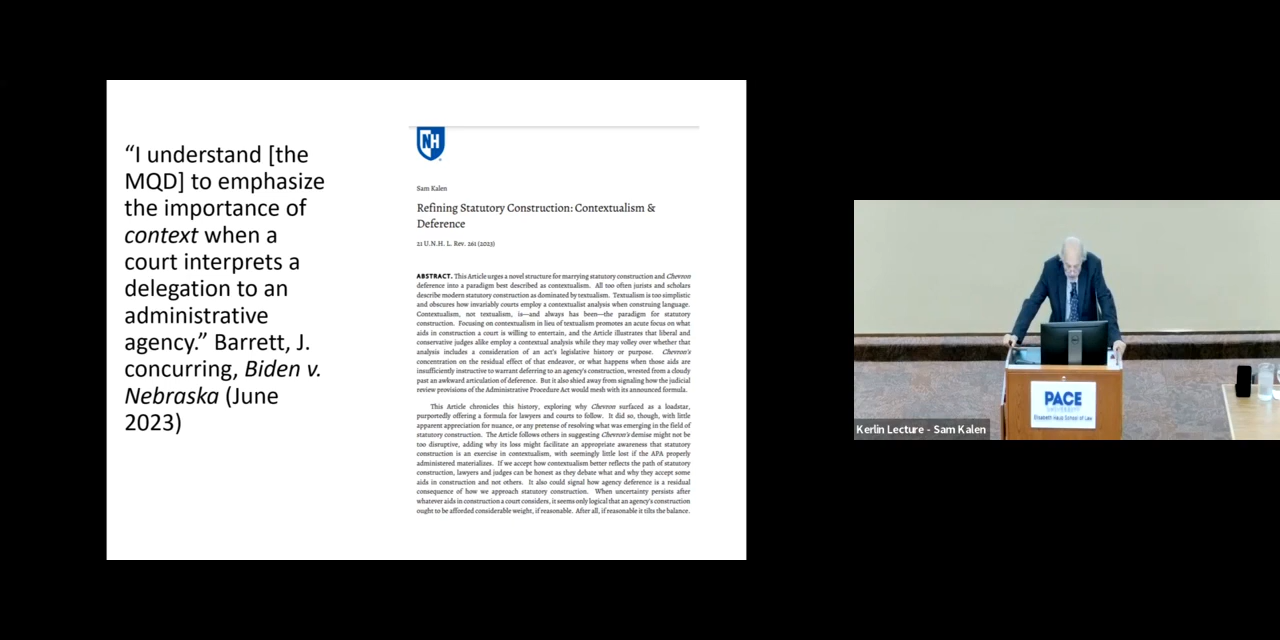 “I understand [the
MQD] to emphasize
the importance of
context when a
court interprets a
delegation to an
administrative
agency.” Barrett, J.
concurring, Biden v.
Nebraska (June
2023)
NH
Sam Kalen
Refining Statutory Construction: Contextualism &
Deference
21 U.N.H. L. Rev. 261 (2023)
ABSTRACT. This Article urges a novel structure for marrying statutory construction and Chevron
deference into a paradigm best described as contextualism. All too often jurists and scholars
describe modern statutory construction as dominated by textualism. Textualism is too simplistic
and obscures how invariably courts employ a contextualist analysis when construing language.
Contextualism, not textualism, is—and always has been—the paradigm for statutory
construction. Focusing on contextualism in lieu of textualism promotes an acute focus on what
aids in construction a court is willing to entertain, and the Article illustrates that liberal and
conservative judges alike employ a contextual analysis while they may volley over whether that
analysis includes a consideration of an act's legislative history or purpose. Chevron's
concentration on the residual effect of that endeavor, or what happens when those aids are
insufficiently instructive to warrant deferring to an agency's construction, wrested from a cloudy
past an awkward articulation of deference. But it also shied away from signaling how the judicial
review provisions of the Administrative Procedure Act would mesh with its announced formula.
This Article chronicles this history, exploring why Chevron surfaced as a loadstar,
purportedly offering a formula for lawyers and courts to follow. It did so, though, with little
apparent appreciation for nuance, or any pretense of resolving what was emerging in the field of
statutory construction. The Article follows others in suggesting Chevron's demise might not be
too disruptive, adding why its loss might facilitate an appropriate awareness that statutory
construction is an exercise in contextualism, with seemingly little lost if the APA properly
administered materializes. If we accept how contextualism better reflects the path of statutory
construction, lawyers and judges can be honest as they debate what and why they accept some
aids in construction and not others. It also could signal how agency deference is a residual
consequence of how we approach statutory construction. When uncertainty persists after
whatever aids in construction a court considers, it seems only logical that an agency's construction
ought to be afforded considerable weight, if reasonable. After all, if reasonable it tilts the balance.
PACE
UNIVERSITY
Elisabeth Haub School of Law
Kerlin Lecture - Sam Kalen